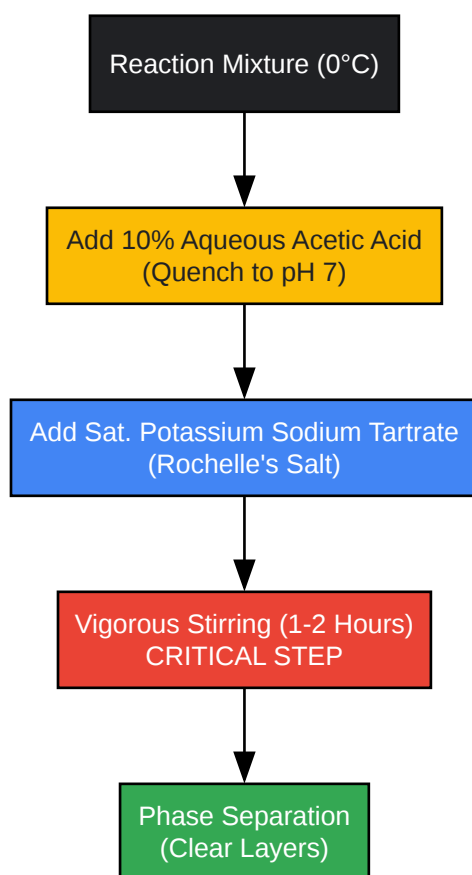 Reaction Mixture (0°C)
Add 10% Aqueous Acetic Acid
(Quench to pH 7)
Add Sat. Potassium Sodium Tartrate
(Rochelle's Salt)
Vigorous Stirring (1-2 Hours)
CRITICAL STEP
Phase Separation
(Clear Layers)